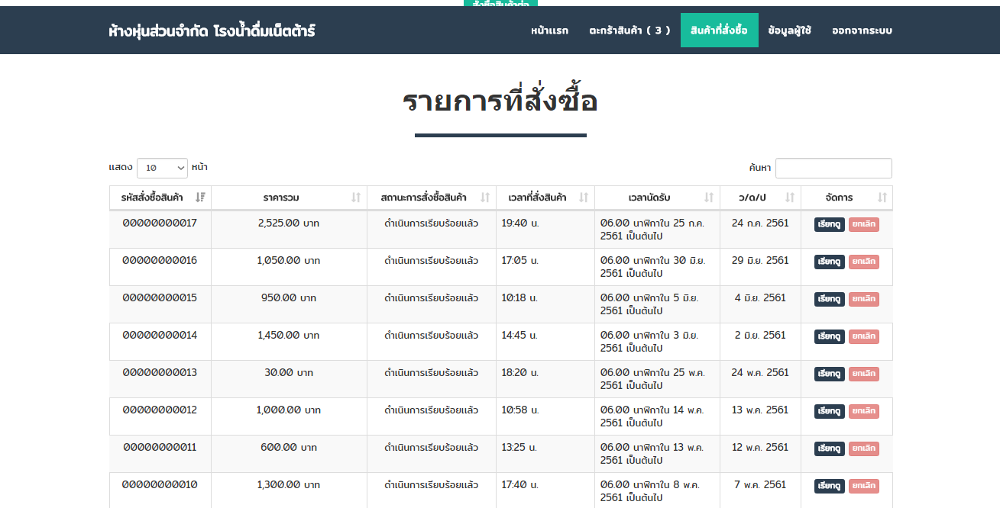 สั่งซื้อสินค้าต่อ
ห้างหุ่นส่วนจำกัด โรงน้ำดื่มเน็ตต้าร์ หน้าแรก ตะกร้าสินค้า ( 3 ) สินค้าที่สั่งซื้อ ข้อมูลผู้ใช้ ออกจากระบบ
รายการที่สั่งซื้อ
แสดง 10 หน้า ค้นหา
รหัสสั่งซื้อสินค้า ราคารวม สถานะการสั่งซื้อสินค้า เวลาที่สั่งสินค้า เวลานัดรับ ว/ด/ป จัดการ
00000000017 2,525.00 บาท ดำเนินการเรียบร้อยแล้ว 19:40 น. 06.00 นาฬิกาใน 25 ก.ค. 24 ก.ค. 2561 เรียกดู ยกเลิก
2561 เป็นต้นไป
00000000016 1,050.00 บาท ดำเนินการเรียบร้อยแล้ว 17:05 น. 06.00 นาฬิกาใน 30 มิ.ย. 29 มิ.ย. 2561 เรียกดู ยกเลิก
2561 เป็นต้นไป
00000000015 950.00 บาท ดำเนินการเรียบร้อยแล้ว 10:18 น. 06.00 นาฬิกาใน 5 มิ.ย. 4 มิ.ย. 2561 เรียกดู ยกเลิก
2561 เป็นต้นไป
00000000014 1,450.00 บาท ดำเนินการเรียบร้อยแล้ว 14:45 น. 06.00 นาฬิกาใน 3 มิ.ย. 2 มิ.ย. 2561 เรียกดู ยกเลิก
2561 เป็นต้นไป
00000000013 30.00 บาท ดำเนินการเรียบร้อยแล้ว 18:20 น. 06.00 นาฬิกาใน 25 พ.ค. 24 พ.ค. 2561 เรียกดู ยกเลิก
2561 เป็นต้นไป
00000000012 1,000.00 บาท ดำเนินการเรียบร้อยแล้ว 10:58 น. 06.00 นาฬิกาใน 14 พ.ค. 13 พ.ค. 2561 เรียกดู ยกเลิก
2561 เป็นต้นไป
00000000011 600.00 บาท ดำเนินการเรียบร้อยแล้ว 13:25 น. 06.00 นาฬิกาใน 13 พ.ค. 12 พ.ค. 2561 เรียกดู ยกเลิก
2561 เป็นต้นไป
00000000010 1,300.00 บาท ดำเนินการเรียบร้อยแล้ว 17:40 น. 06.00 นาฬิกาใน 8 พ.ค. 7 พ.ค. 2561 เรียกดู ยกเลิก
2561 เป็นต้นไป